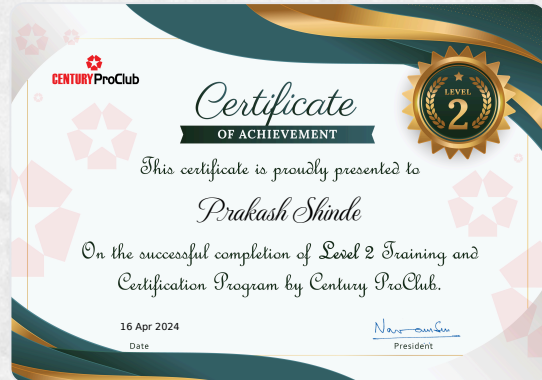 CENTURY ProClub
LEVEL
2
Certificate
OF ACHIEVEMENT
This certificate is proudly presented to
Prakash Shinde
On the successful completion of Level 2 Training and
Certification Program by Century ProClub.
16 Apr 2024
Date
President